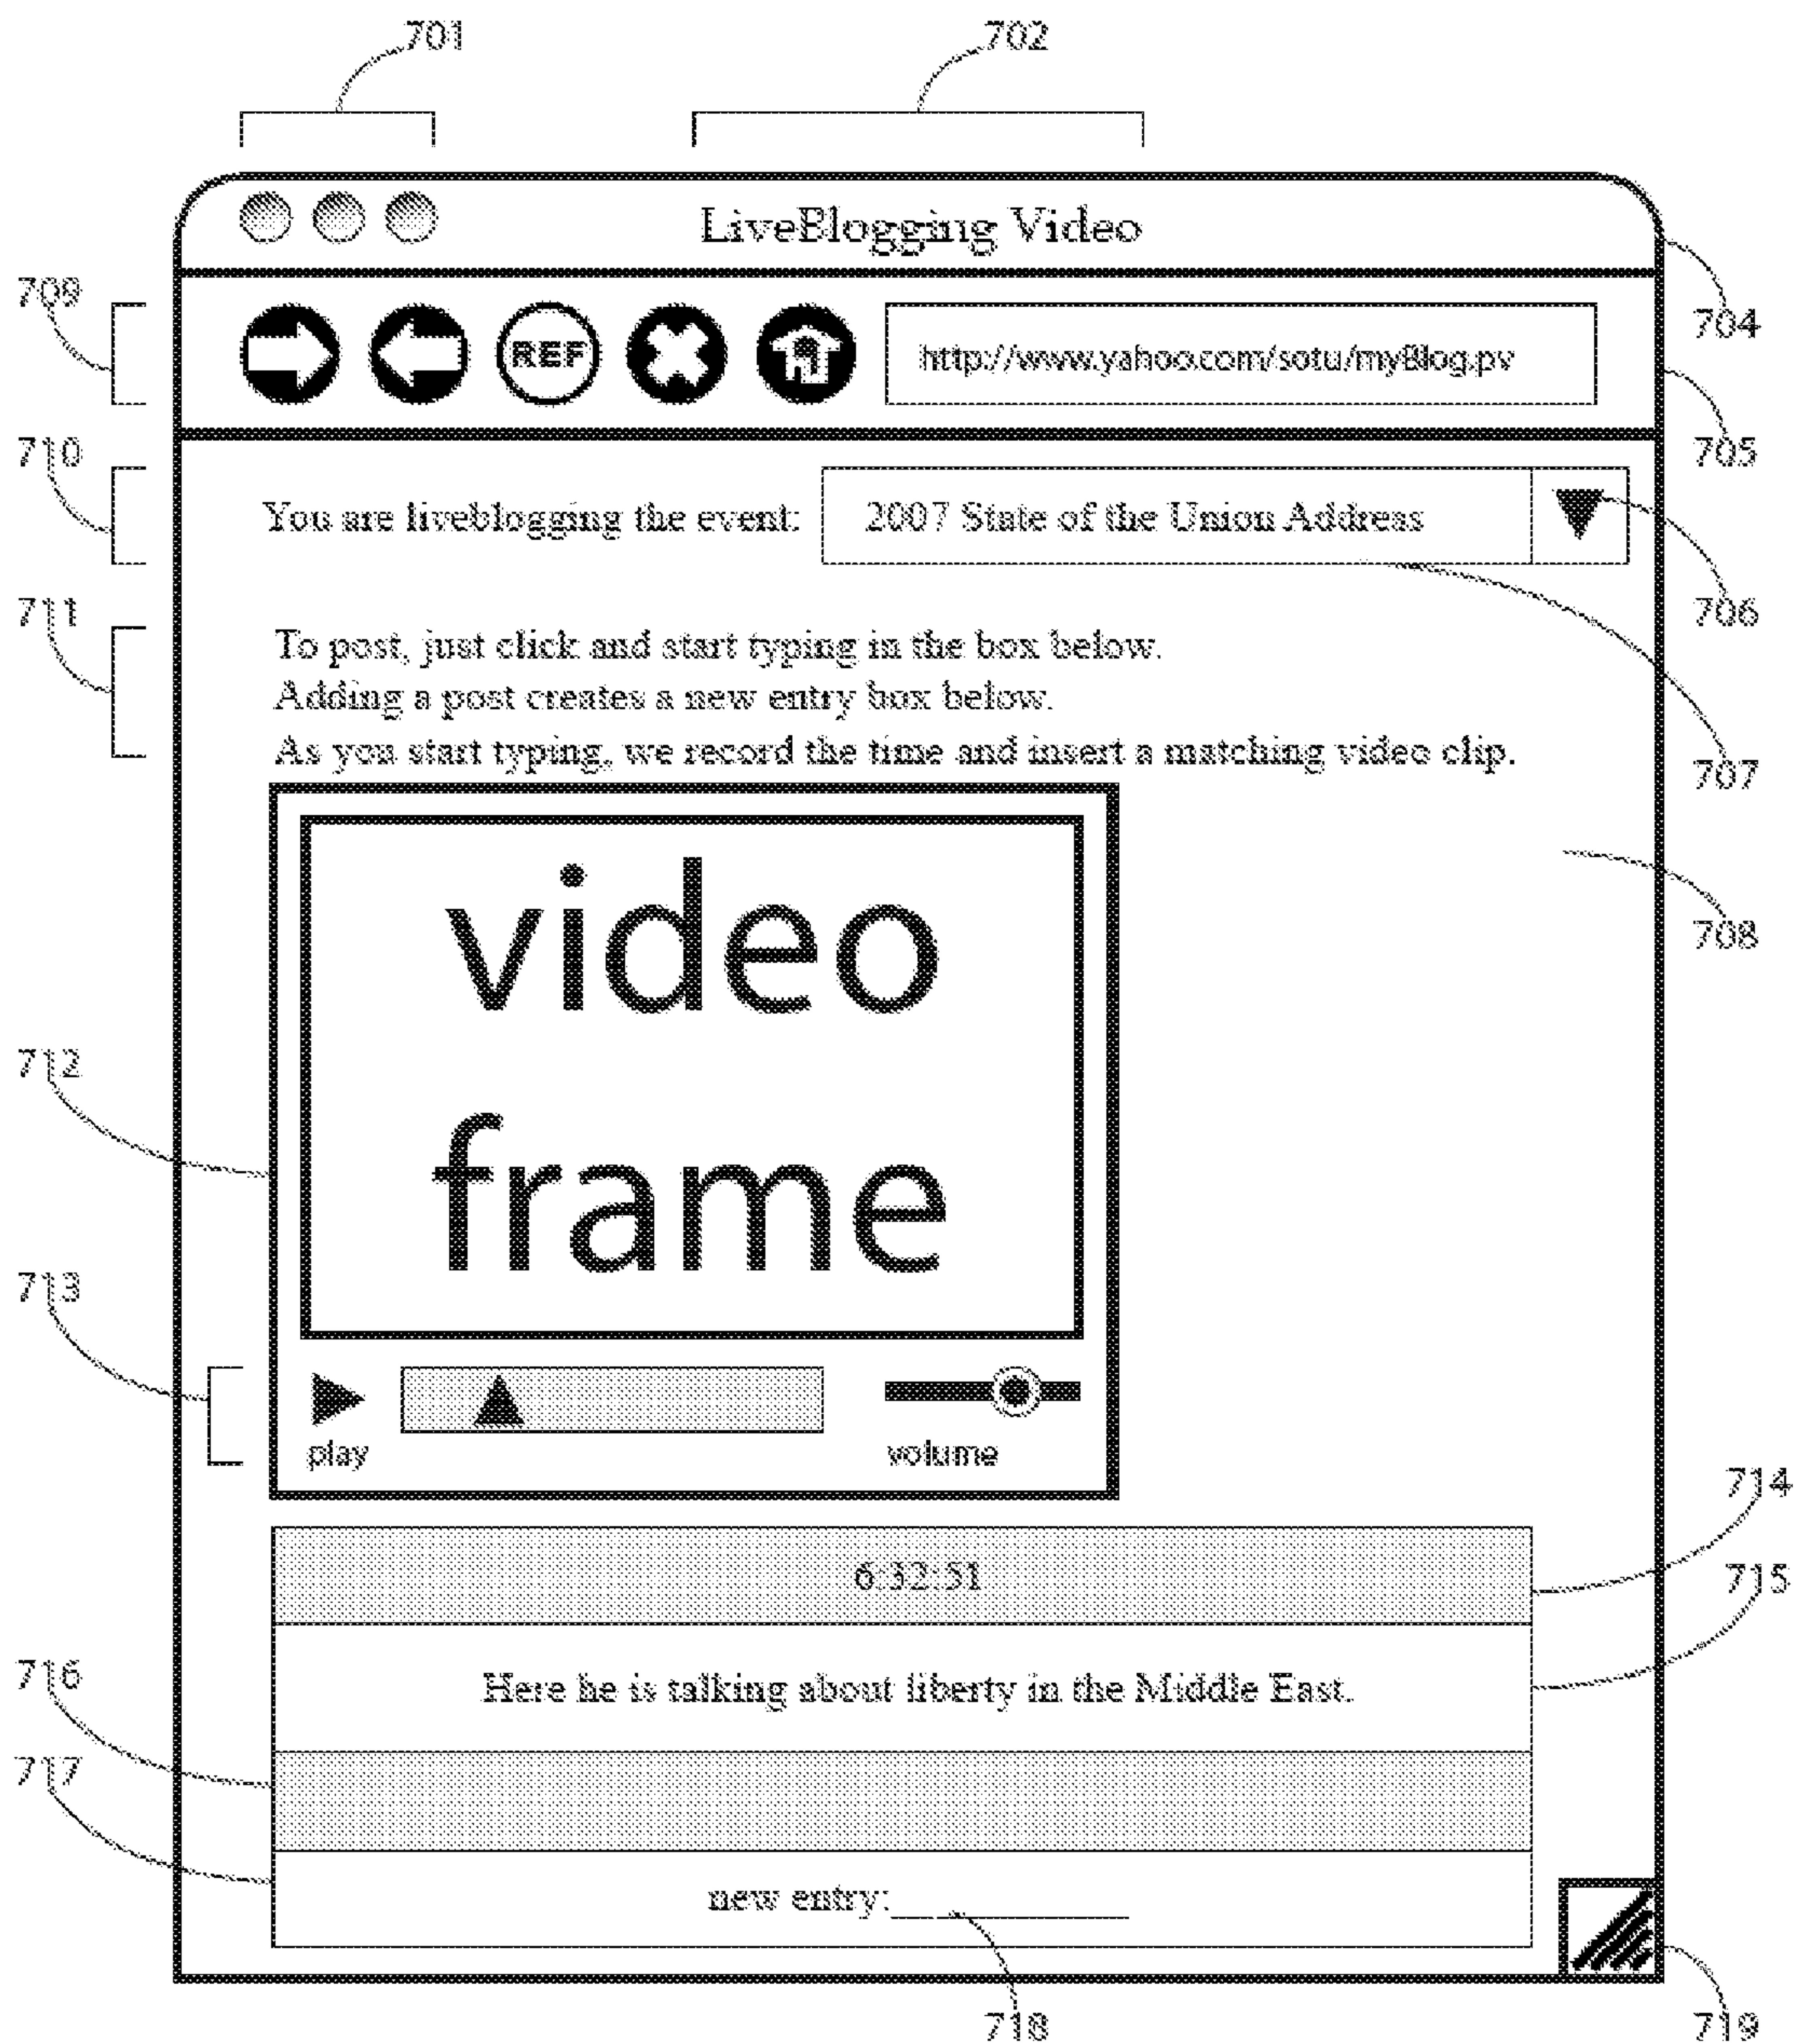 701
702
LiveBlogging Video
709
704
REF
http://www.yahoo.com/sotu/myBlog.pv
710
705
You are liveblogging the event:
2007 State of the Union Address
711
706
To post, just click and start typing in the box below.
Adding a post creates a new entry box below.
As you start typing, we record the time and insert a matching video clip.
707
video
708
712
frame
713
play
volume
714
6:32:51
715
716
Here he is talking about liberty in the Middle East.
717
new entry:____________
718
719